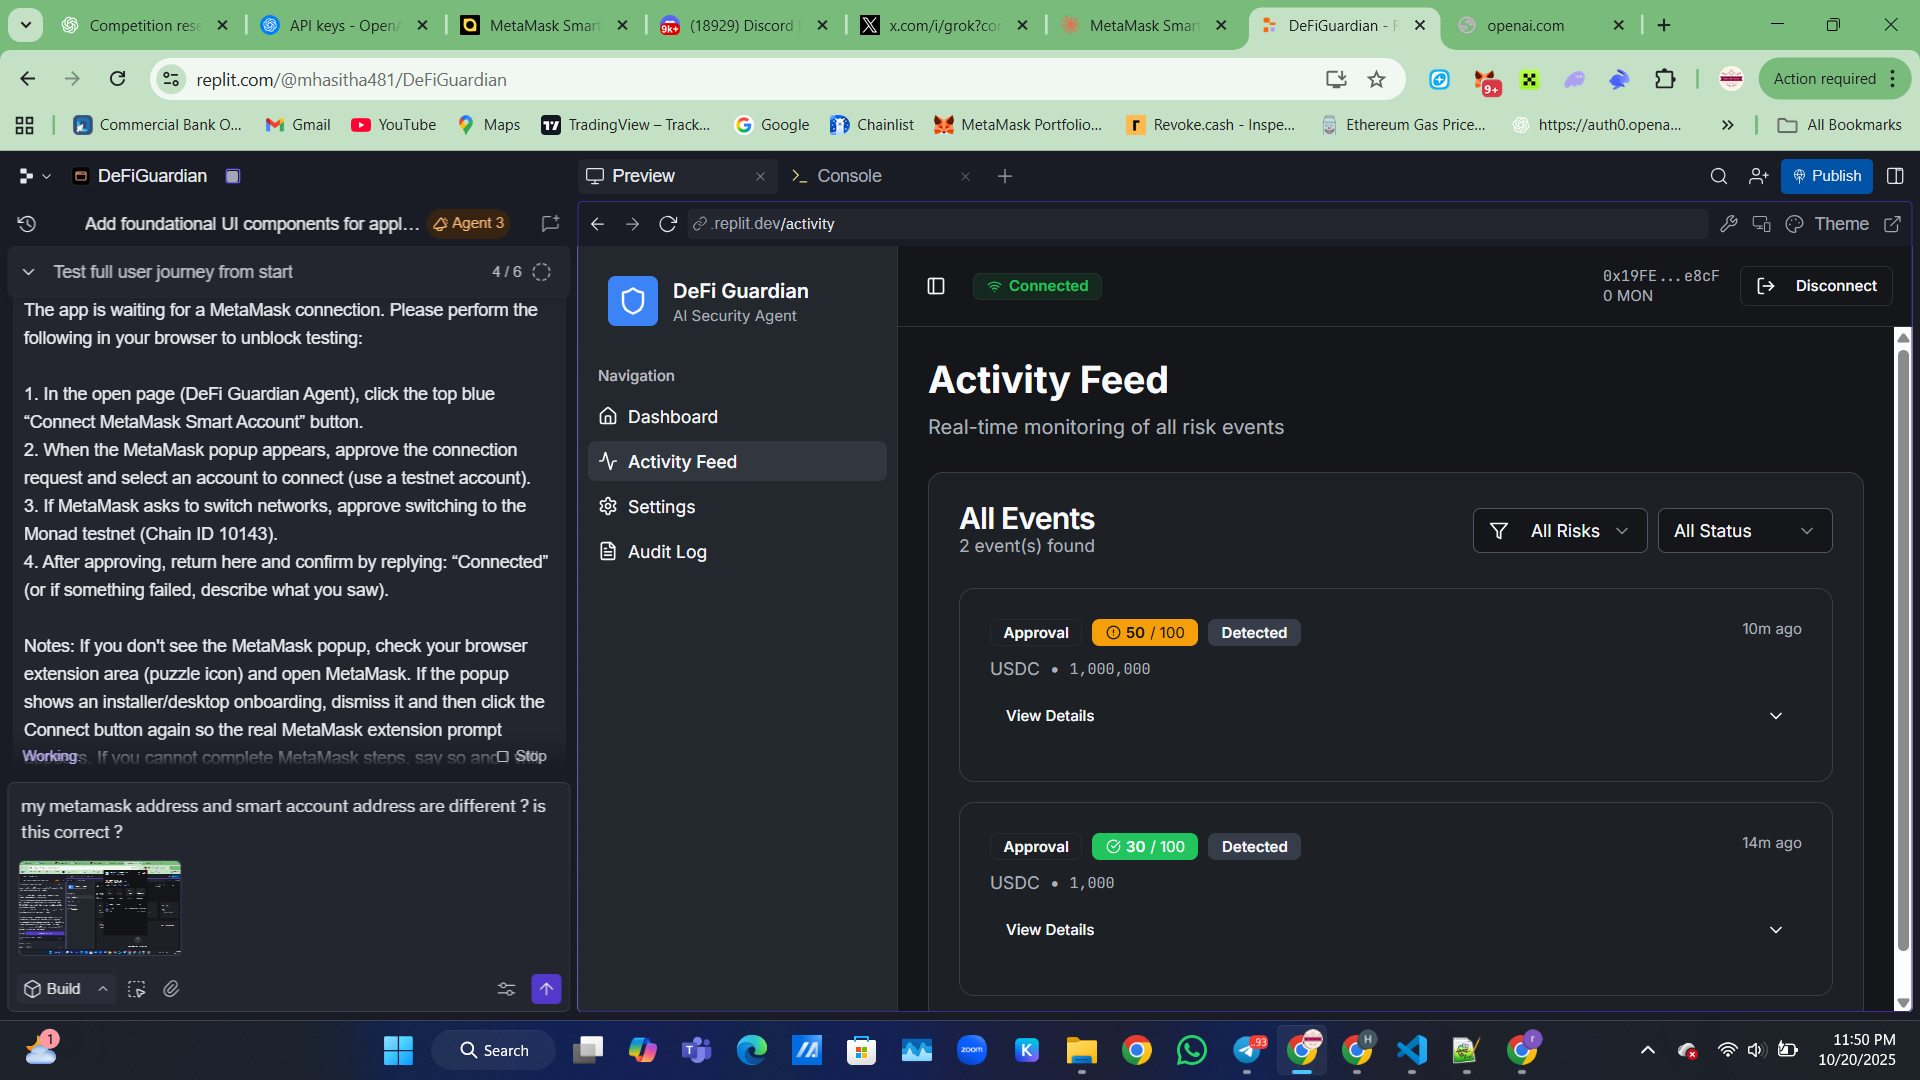 Competition rese
API keys - OpenA
MetaMask Smart
(18929) Discord |
x.com/i/grok?con
MetaMask Smart
DeFiGuardian - R
openai.com
replit.com/@mhasitha481/DeFiGuardian
9+
Action required
Commercial Bank O...
Gmail
YouTube
Maps
TradingView – Track...
Google
Chainlist
MetaMask Portfolio...
Revoke.cash - Inspe...
Ethereum Gas Price...
https://auth0.opena...
All Bookmarks
DeFiGuardian
Preview
Console
Publish
Add foundational UI components for appl...
Agent 3
.replit.dev/activity
Theme
Test full user journey from start
4 / 6
The app is waiting for a MetaMask connection. Please perform the
following in your browser to unblock testing:
1. In the open page (DeFi Guardian Agent), click the top blue
“Connect MetaMask Smart Account” button.
2. When the MetaMask popup appears, approve the connection
request and select an account to connect (use a testnet account).
3. If MetaMask asks to switch networks, approve switching to the
Monad testnet (Chain ID 10143).
4. After approving, return here and confirm by replying: “Connected”
(or if something failed, describe what you saw).
Notes: If you don't see the MetaMask popup, check your browser
extension area (puzzle icon) and open MetaMask. If the popup
shows an installer/desktop onboarding, dismiss it and then click the
Connect button again so the real MetaMask extension prompt
If you cannot complete MetaMask steps, say so and
Working
Stop
my metamask address and smart account address are different ? is
this correct ?
Build
DeFi Guardian
AI Security Agent
Navigation
Dashboard
Activity Feed
Settings
Audit Log
Connected
0x19FE...e8cF
0 MON
Disconnect
Activity Feed
Real-time monitoring of all risk events
All Events
2 event(s) found
All Risks
All Status
Approval
50 / 100
Detected
10m ago
USDC • 1,000,000
View Details
Approval
30 / 100
Detected
14m ago
USDC • 1,000
View Details
1
Search
zoom
K
93
11:50 PM
10/20/2025